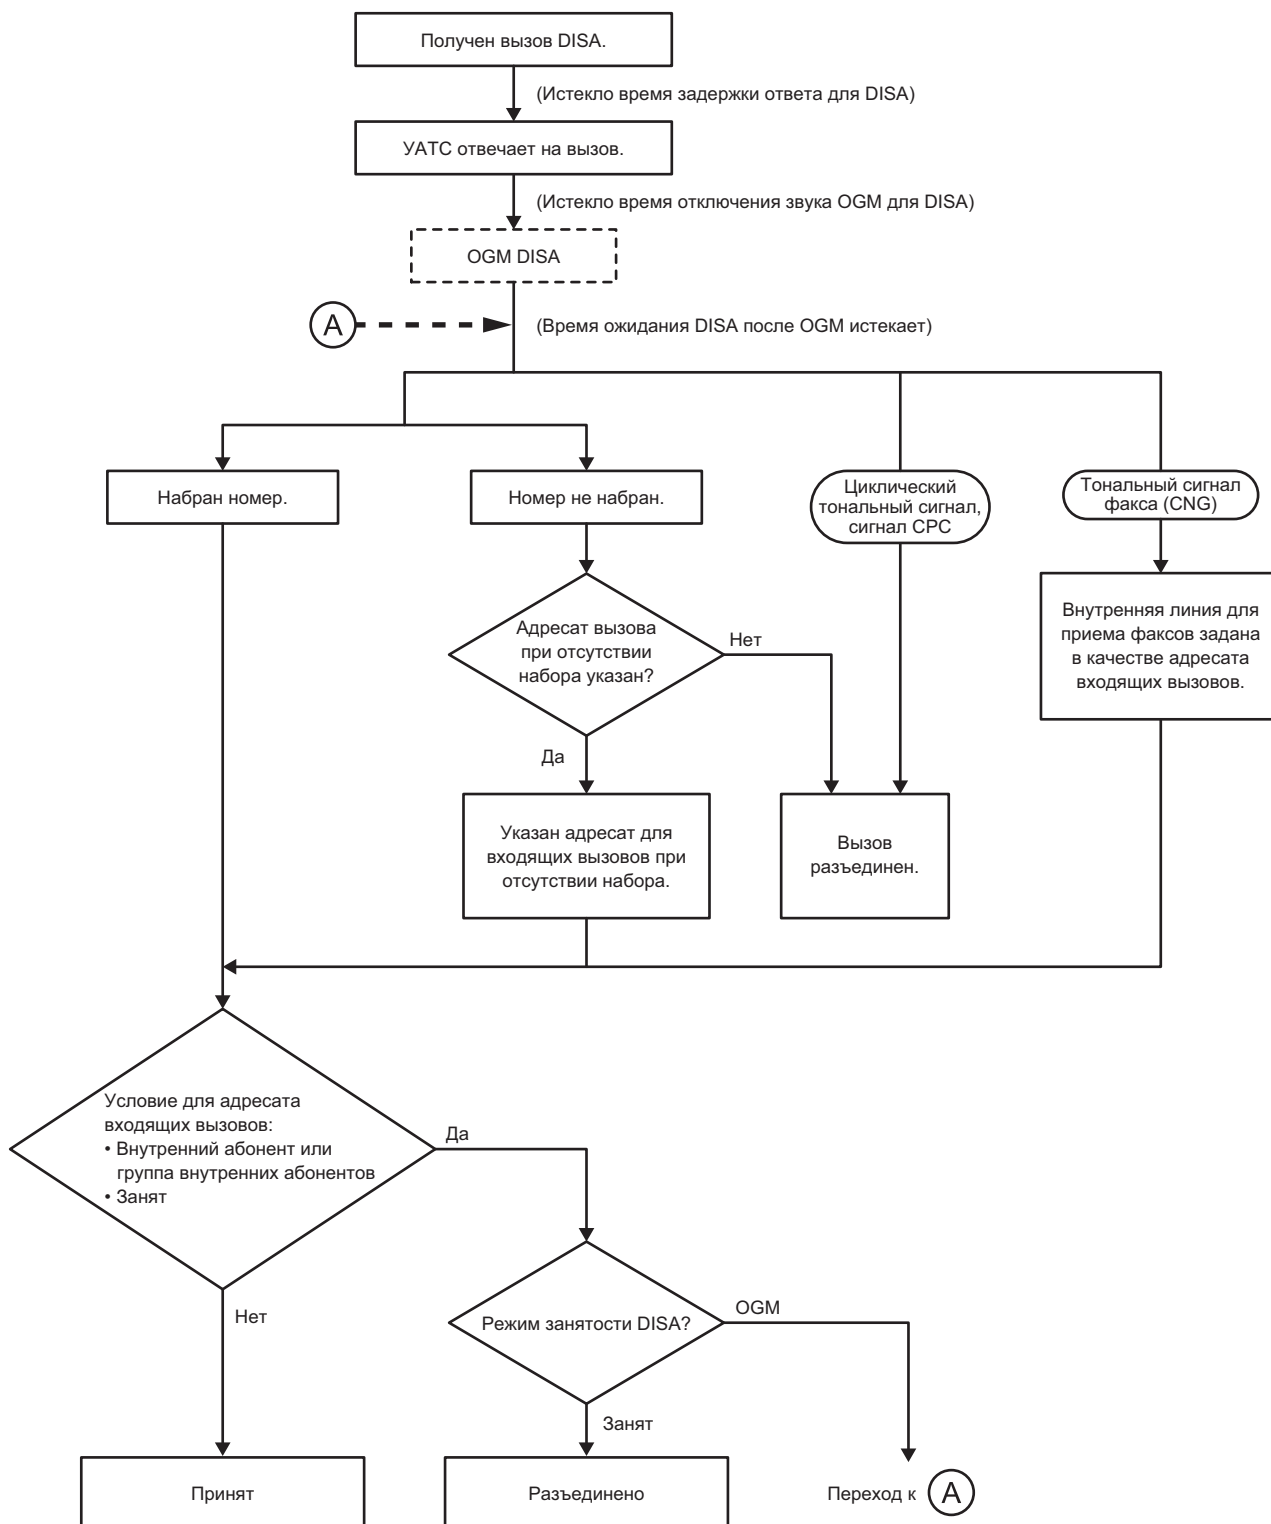 Получен вызов DISA.
(Истекло время задержки ответа для DISA)
УАТС отвечает на вызов.
(Истекло время отключения звука OGM для DISA)
OGM DISA
A
(Время ожидания DISA после OGM истекает)
Набран номер.
Номер не набран.
Циклический
тональный сигнал,
сигнал CPC
Тональный сигнал
факса (CNG)
Адресат вызова
при отсутствии
набора указан?
Нет
Да
Внутренняя линия для
приема факсов задана
в качестве адресата
входящих вызовов.
Указан адресат для
входящих вызовов при
отсутствии набора.
Вызов
разъединен.
Условие для адресата
входящих вызовов:
• Внутренний абонент или
группа внутренних абонентов
• Занят
Да
Нет
Режим занятости DISA?
OGM
Занят
Принят
Разъединено
Переход к A